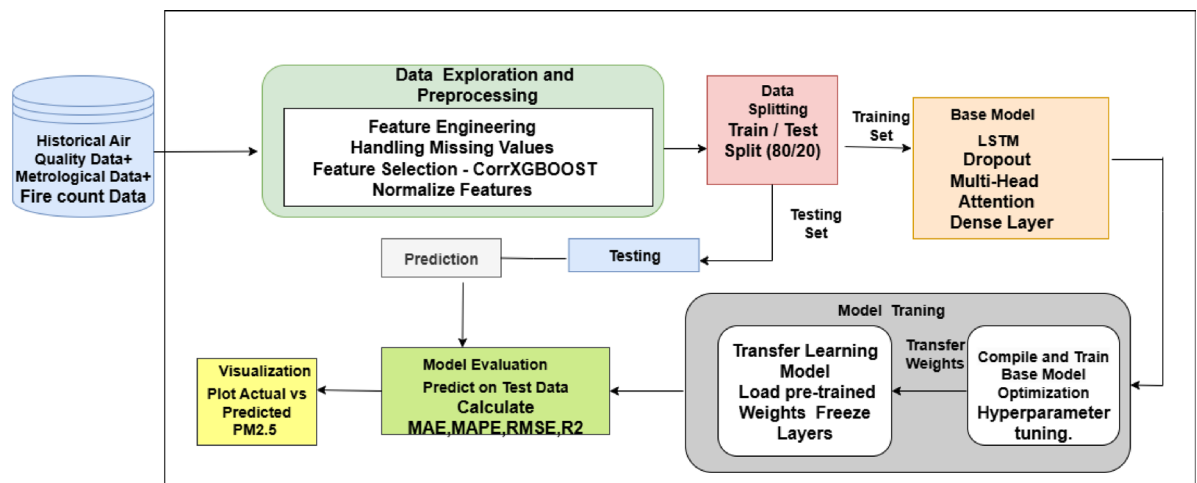 Historical Air
Quality Data+
Metrological Data+
Fire count Data
Data Exploration and
Preprocessing
Feature Engineering
Handling Missing Values
Feature Selection - CorrXGBOOST
Normalize Features
Data
Splitting
Train / Test
Split (80/20)
Training
Set
Base Model
LSTM
Dropout
Multi-Head
Attention
Dense Layer
Testing
Set
Testing
Prediction
Model Traning
Compile and Train
Base Model
Optimization
Hyperparameter
tuning.
Transfer
Weights
Transfer Learning
Model
Load pre-trained
Weights Freeze
Layers
Model Evaluation
Predict on Test Data
Calculate
MAE,MAPE,RMSE,R2
Visualization
Plot Actual vs
Predicted
PM2.5